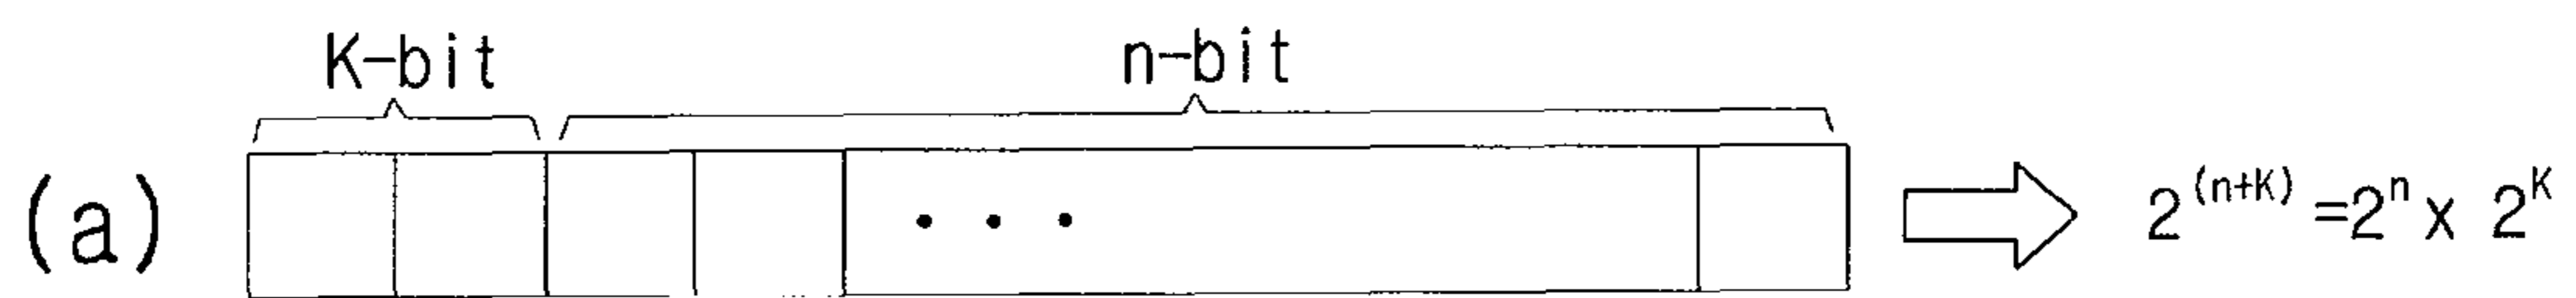 K-bit n-bit
(a) • • • 2^(n+K) =2^n x 2^K